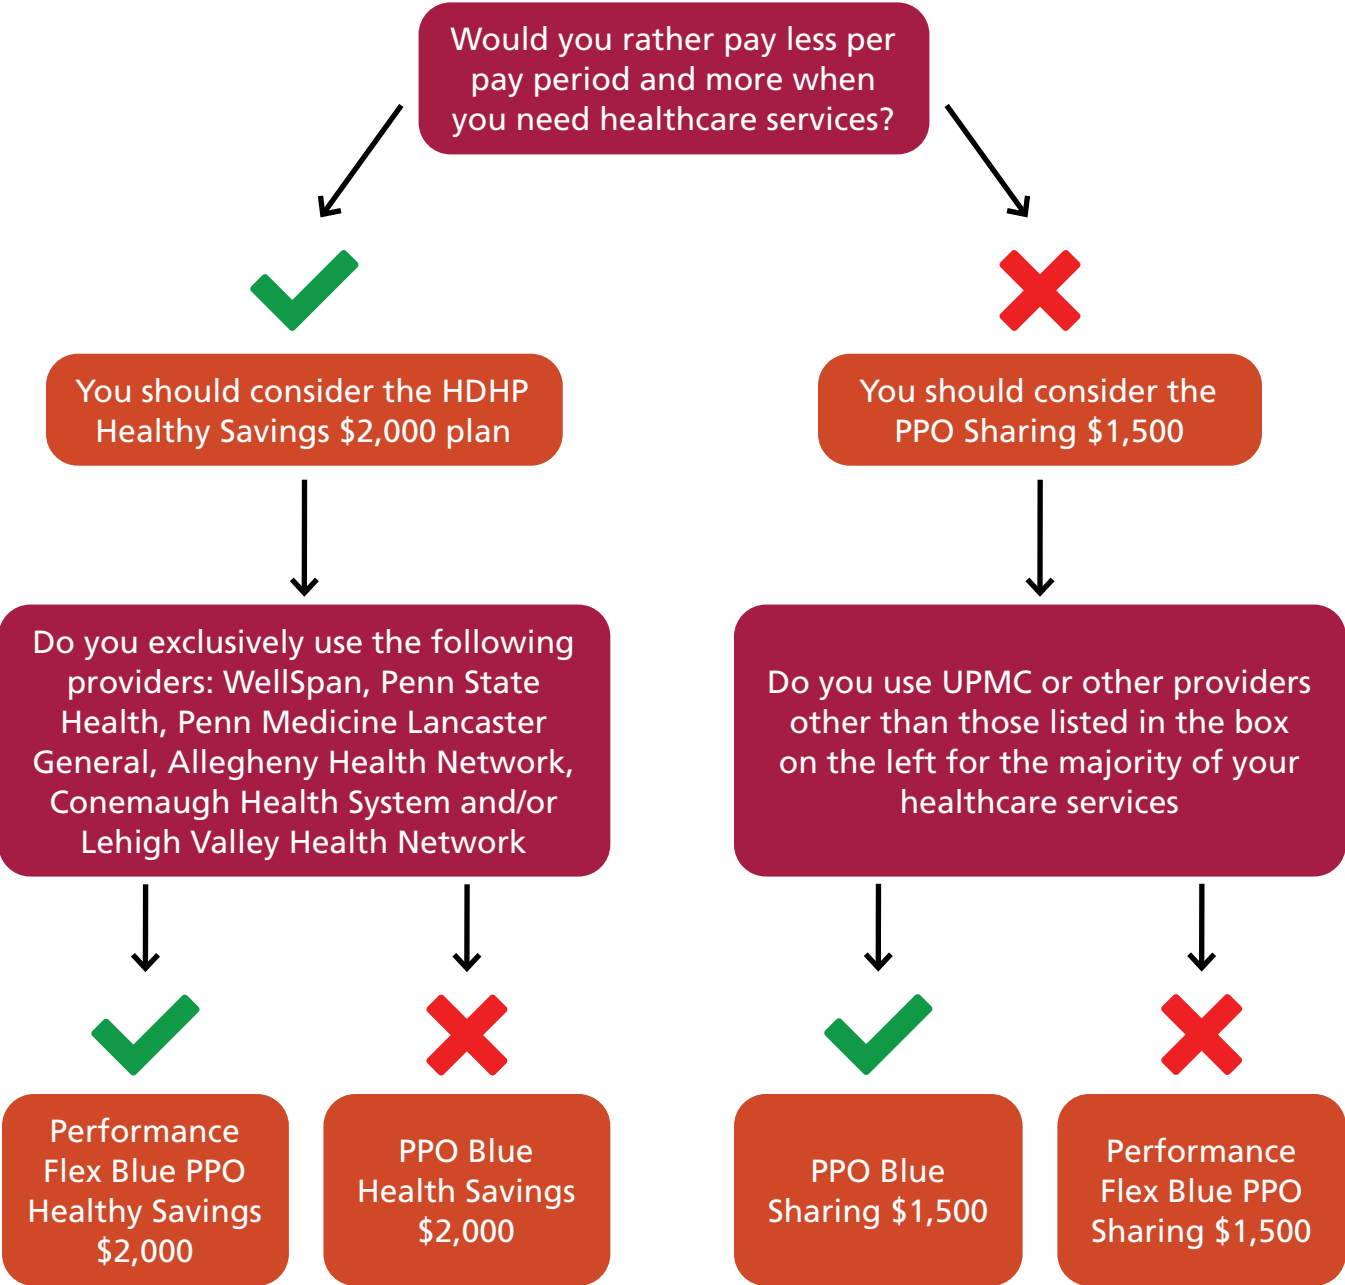 Would you rather pay less per
pay period and more when
you need healthcare services?
You should consider the HDHP
Healthy Savings $2,000 plan
You should consider the
PPO Sharing $1,500
Do you exclusively use the following
providers: WellSpan, Penn State
Health, Penn Medicine Lancaster
General, Allegheny Health Network,
Conemaugh Health System and/or
Lehigh Valley Health Network
Do you use UPMC or other providers
other than those listed in the box
on the left for the majority of your
healthcare services
Performance
Flex Blue PPO
Healthy Savings
$2,000
PPO Blue
Health Savings
$2,000
PPO Blue
Sharing $1,500
Performance
Flex Blue PPO
Sharing $1,500